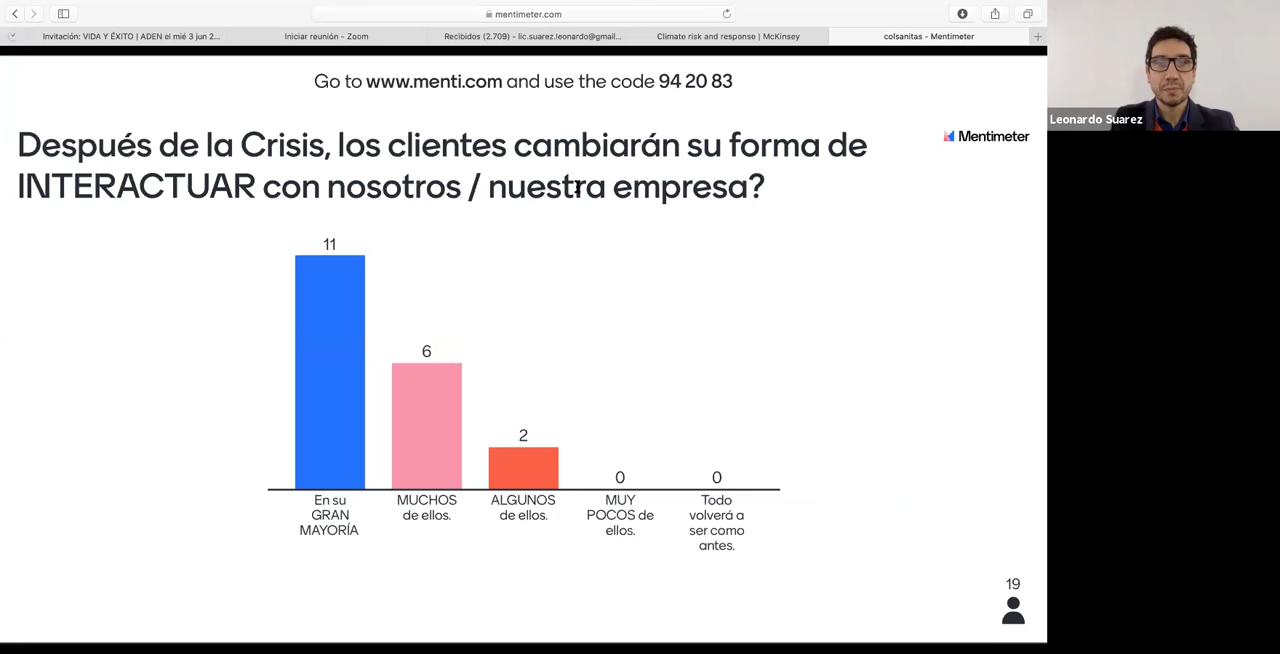 mentimeter.com
Invitación: VIDA Y ÉXITO | ADEN el mié 3 jun 2...
Iniciar reunión - Zoom
Recibidos (2.709) - lic.suarez.leonardo@gmail...
Climate risk and response | McKinsey
colsanitas - Mentimeter
Go to www.menti.com and use the code 94 20 83
Después de la Crisis, los clientes cambiarán su forma de
INTERACTUAR con nosotros / nuestra empresa?
Mentimeter
Leonardo Suarez
11
6
2
0
0
En su
GRAN
MAYORÍA
MUCHOS
de ellos.
ALGUNOS
de ellos.
MUY
POCOS de
ellos.
Todo
volverá a
ser como
antes.
19